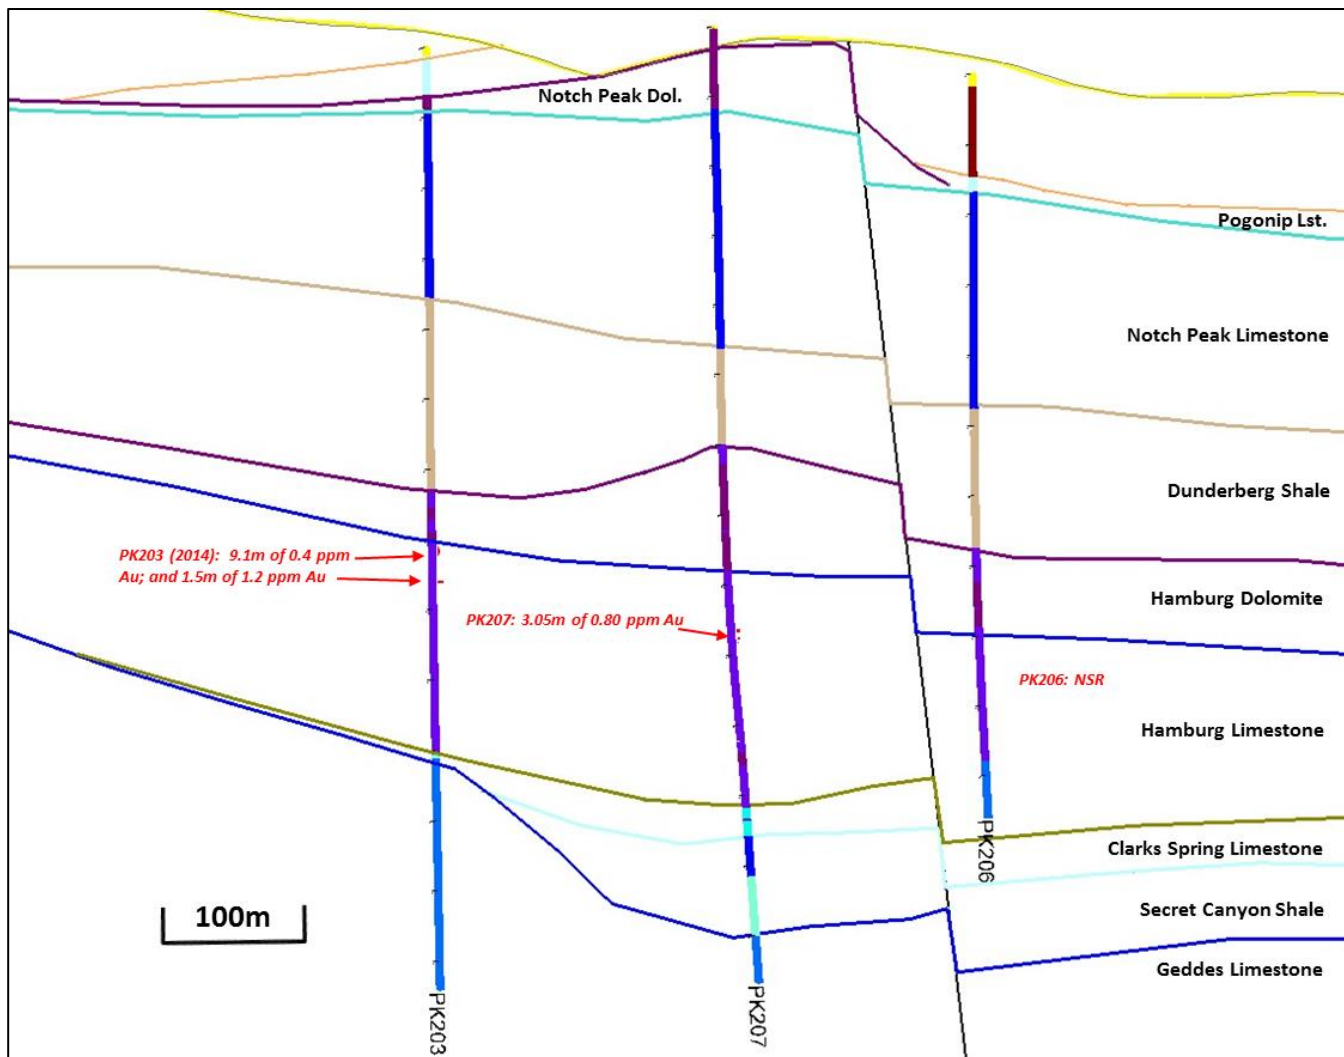 Notch Peak Dol.
Pogonip Lst.
Notch Peak Limestone
Dunderberg Shale
PK203 (2014): 9.1m of 0.4 ppm
Au; and 1.5m of 1.2 ppm Au
Hamburg Dolomite
PK207: 3.05m of 0.80 ppm Au
PK206: NSR
Hamburg Limestone
PK206
Clarks Spring Limestone
100m
Secret Canyon Shale
Geddes Limestone
PK203
PK207